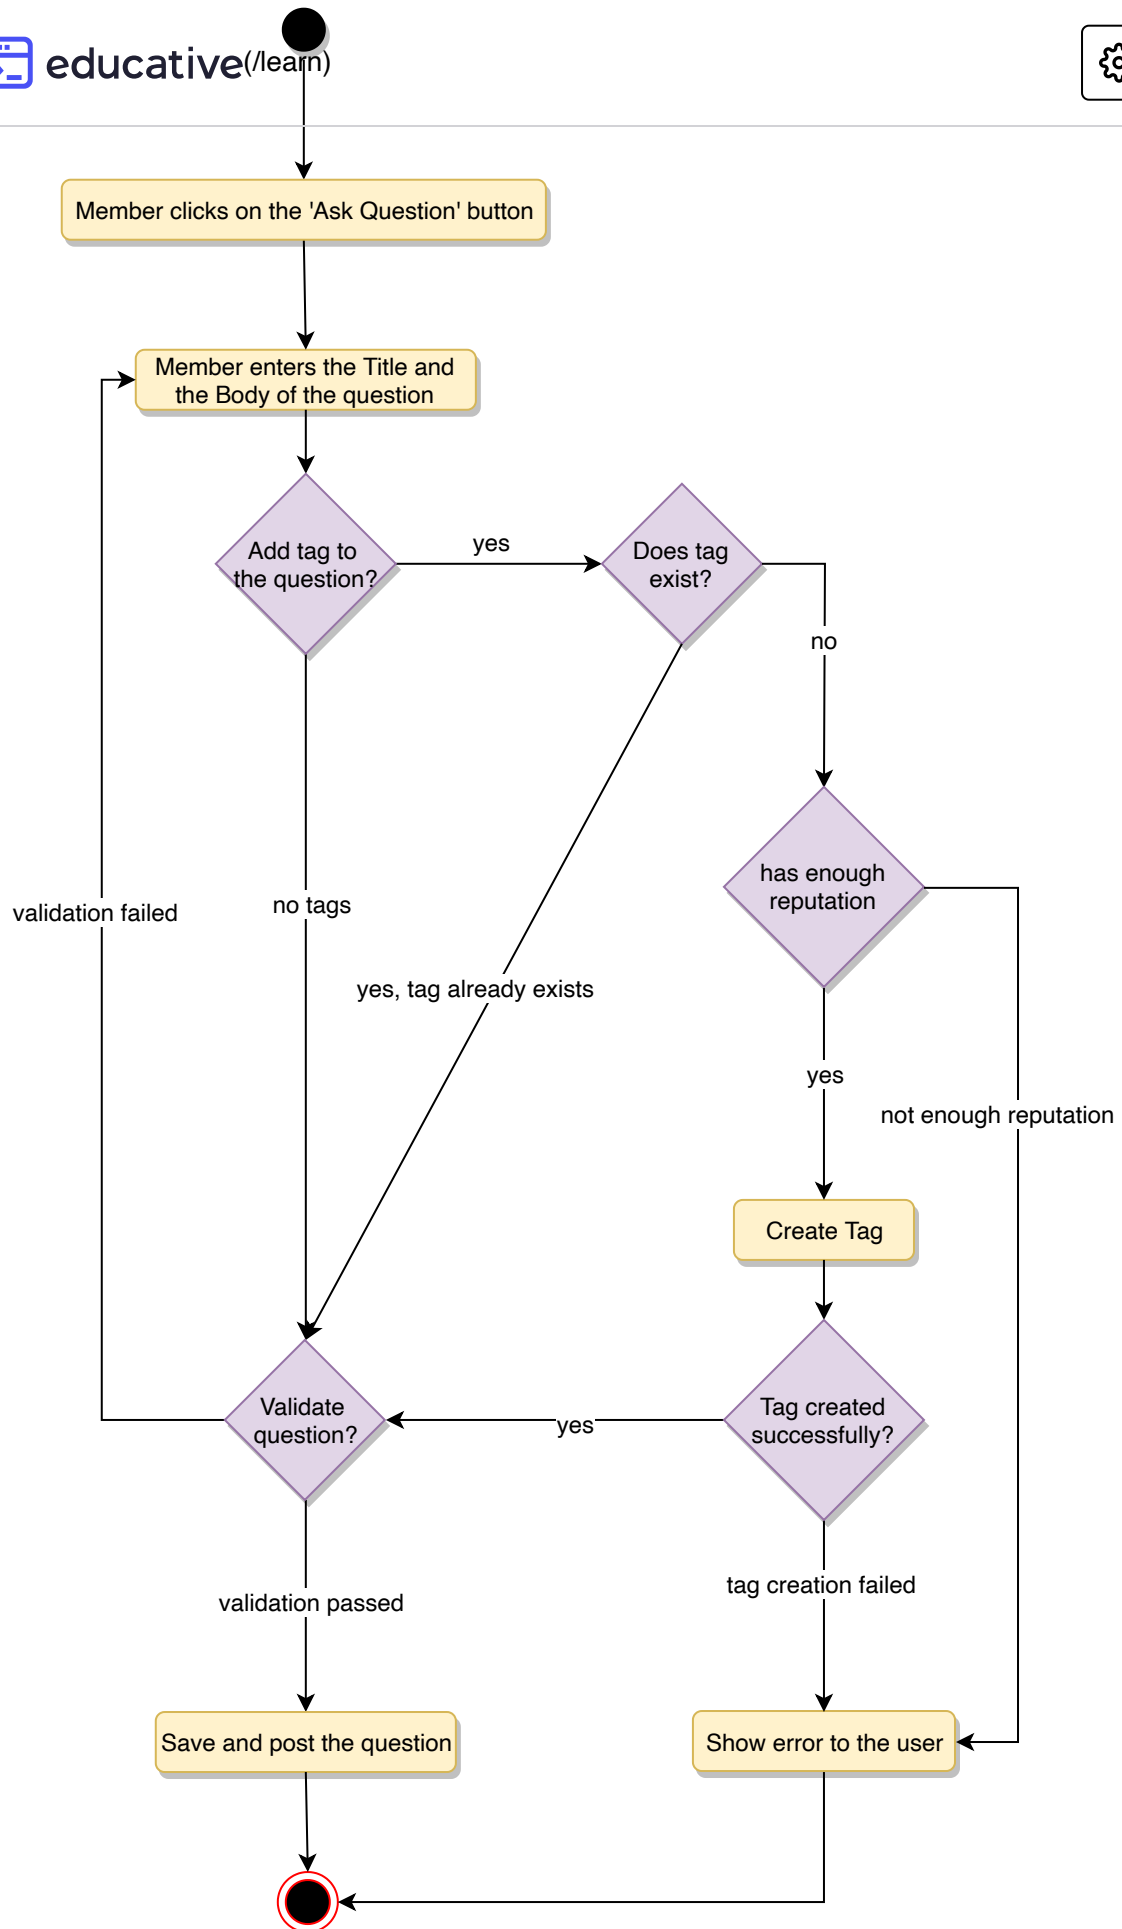 educative(/learn)
Member clicks on the 'Ask Question' button
Member enters the Title and
the Body of the question
Add tag to
the question?
yes
Does tag
exist?
no
has enough
reputation
validation failed
no tags
yes, tag already exists
yes
not enough reputation
Create Tag
Validate
question?
yes
Tag created
successfully?
validation passed
tag creation failed
Save and post the question
Show error to the user